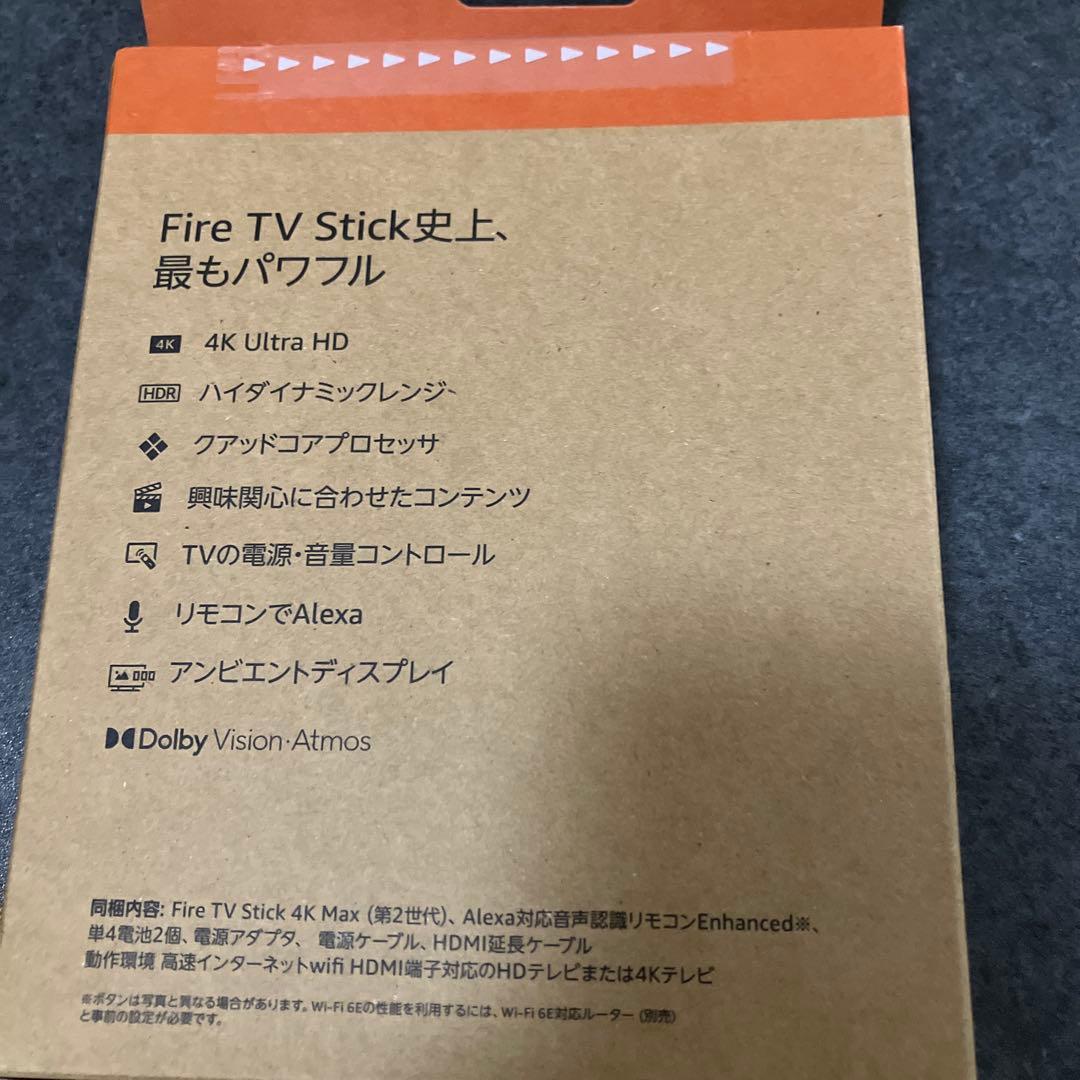 Fire TV Stick史上、
最もパワフル
4K 4K Ultra HD
HDR ハイダイナミックレンジ
クアッドコアプロセッサ
興味関心に合わせたコンテンツ
TVの電源・音量コントロール
リモコンでAlexa
アンビエントディスプレイ
Dolby Vision·Atmos
同梱内容: Fire TV Stick 4K Max (第2世代)、Alexa対応音声認識リモコンEnhanced※、
単4電池2個、電源アダプタ、 電源ケーブル、HDMI延長ケーブル
動作環境 高速インターネットwifi HDMI端子対応のHDテレビまたは4Kテレビ
※ボタンは写真と異なる場合があります。Wi-Fi 6Eの性能を利用するには、Wi-Fi 6E対応ルーター (別売)
と事前の設定が必要です。